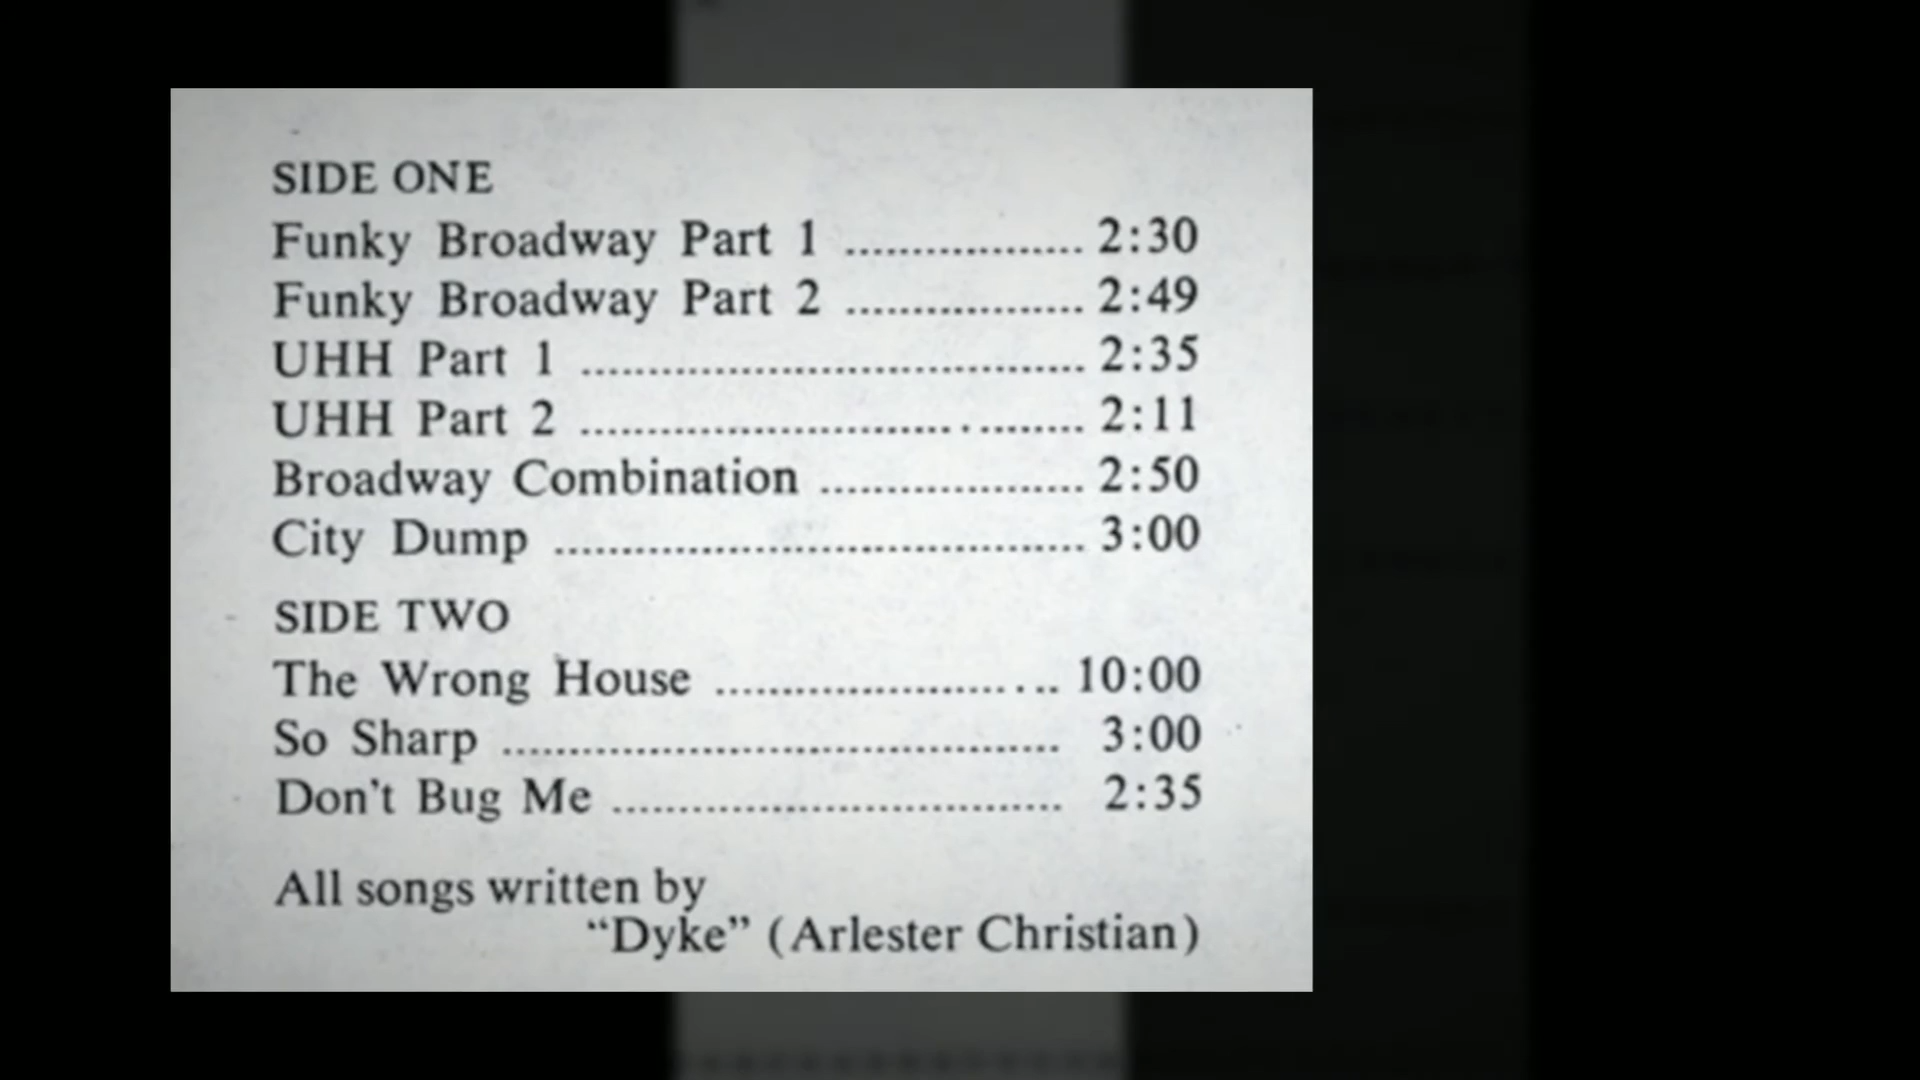 SIDE ONE
Funky Broadway Part 1 .................. 2:30
Funky Broadway Part 2 .................. 2:49
UHH Part 1 ...................................... 2:35
UHH Part 2 ...................................... 2:11
Broadway Combination .................... 2:50
City Dump ........................................ 3:00
SIDE TWO
The Wrong House .......................... 10:00
So Sharp .......................................... 3:00
Don't Bug Me .................................. 2:35
All songs written by
“Dyke” (Arlester Christian)